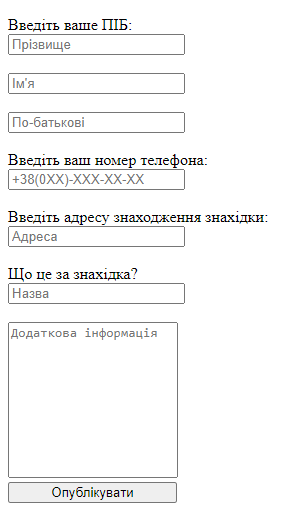 Введіть ваше ПІБ:
Прізвище
Ім'я
По-батькові
Введіть ваш номер телефона:
+38(0XX)-XXX-XX-XX
Введіть адресу знаходження знахідки:
Адреса
Що це за знахідка?
Назва
Додаткова інформація
Опублікувати